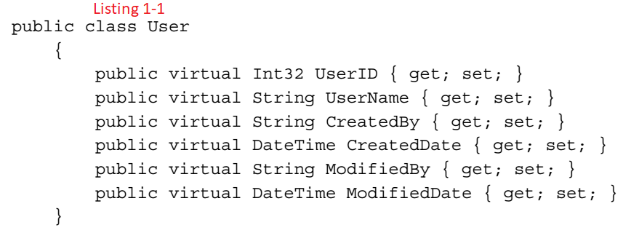 Listing 1-1
public class User
{
public virtual Int32 UserID { get; set; }
public virtual String UserName { get; set; }
public virtual String CreatedBy { get; set; }
public virtual DateTime CreatedDate { get; set; }
public virtual String ModifiedBy { get; set; }
public virtual DateTime ModifiedDate { get; set; }
}